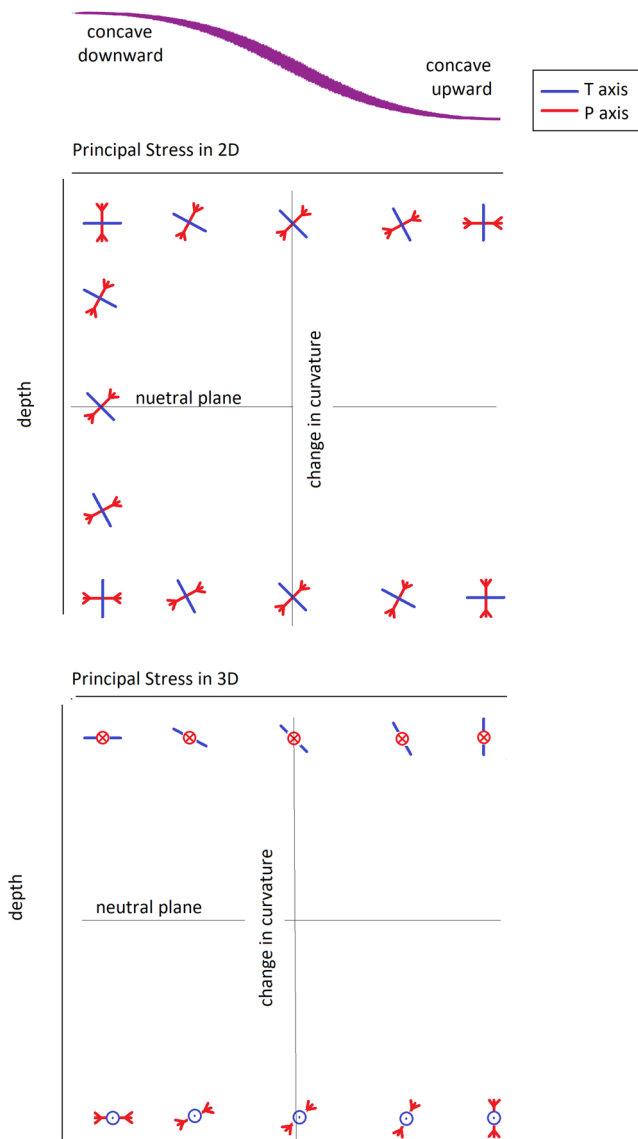 concave
downward
concave
upward
T axis
P axis
Principal Stress in 2D
depth
nuetral plane
change in curvature
Principal Stress in 3D
depth
neutral plane
change in curvature